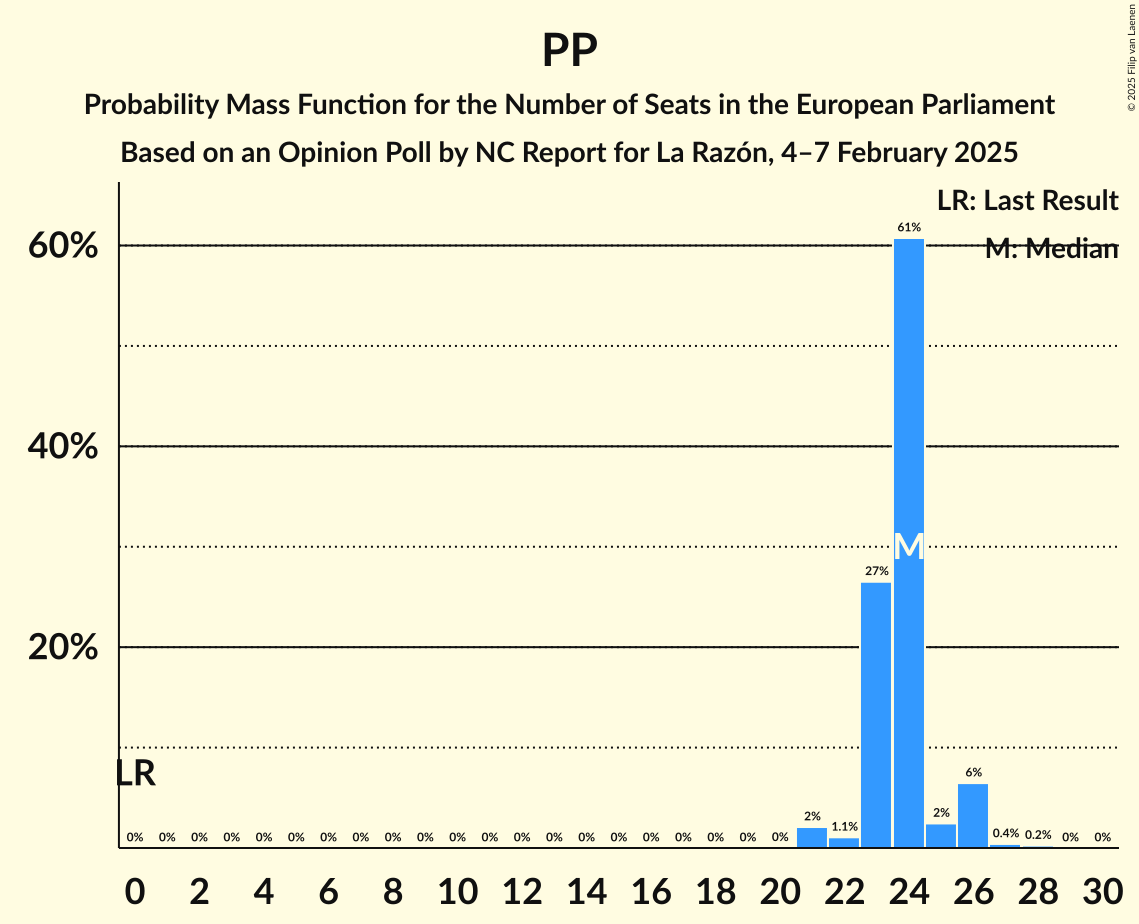 PP
Probability Mass Function for the Number of Seats in the European Parliament
Based on an Opinion Poll by NC Report for La Razón, 4–7 February 2025
© 2025 Filip van Laenen
LR: Last Result
M: Median
60%
40%
20%
61%
M
27%
LR
0% 0% 0% 0% 0% 0% 0% 0% 0% 0% 0% 0% 0% 0% 0% 0% 0% 0% 0% 0% 0% 2% 1.1% 2% 6% 0.4% 0.2% 0% 0%
0 2 4 6 8 10 12 14 16 18 20 22 24 26 28 30